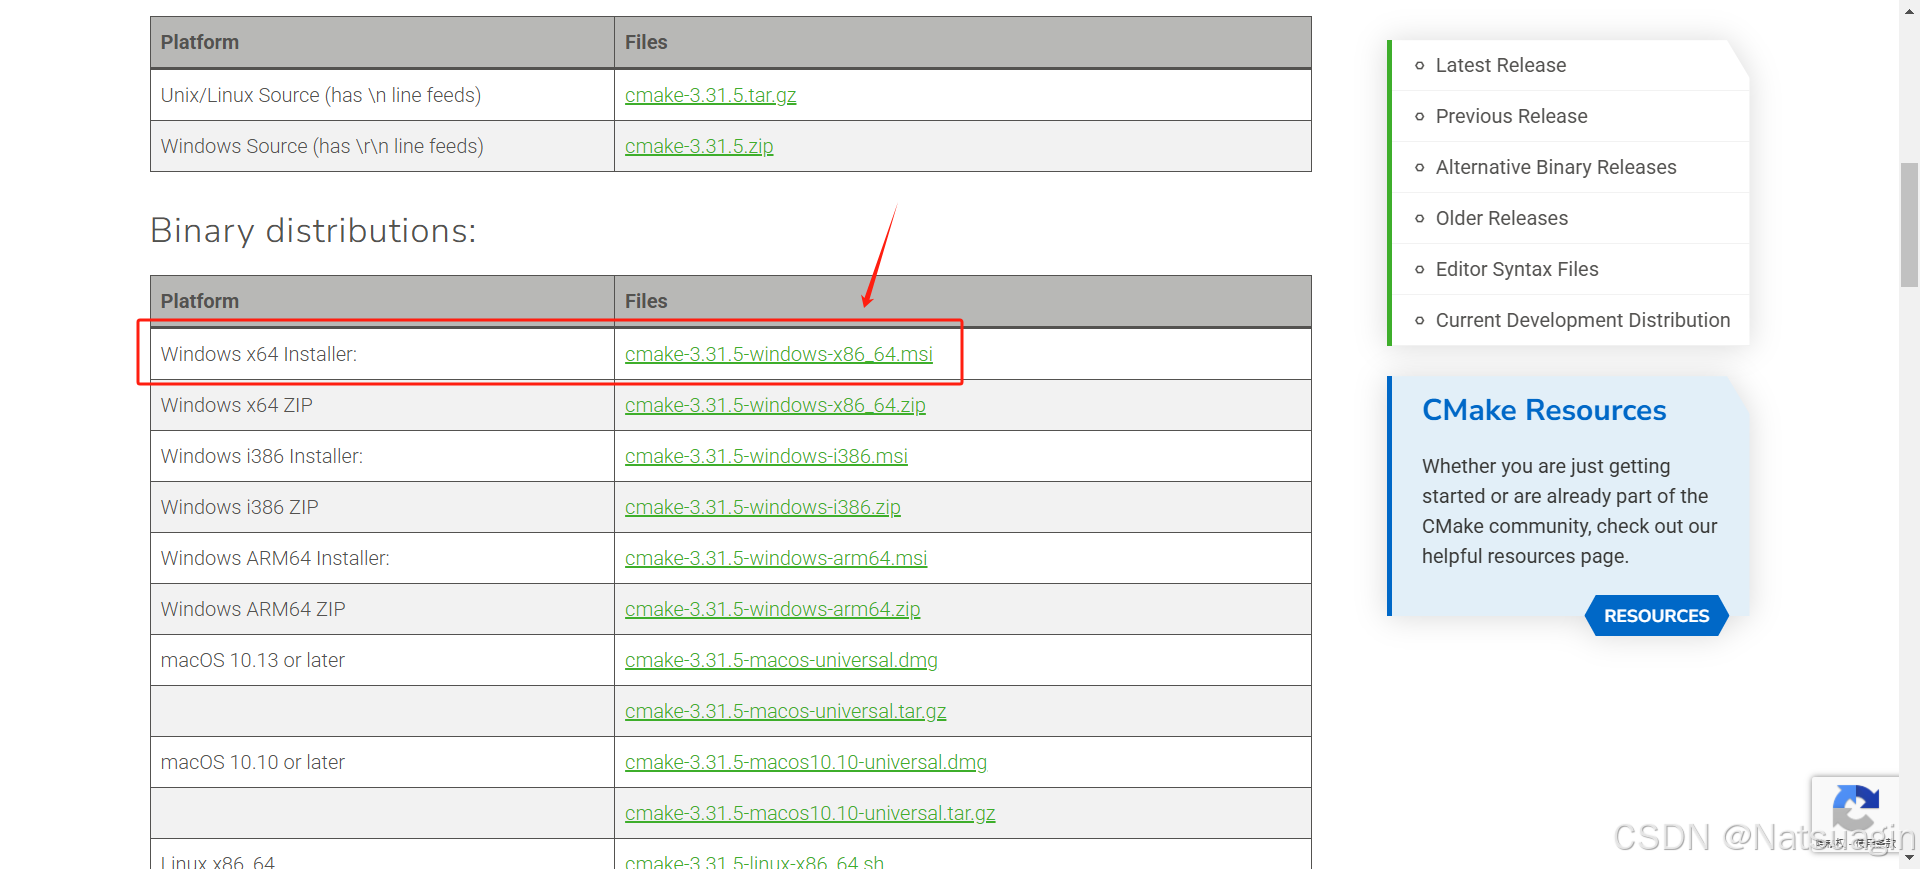 Platform Files
Unix/Linux Source (has \n line feeds) cmake-3.31.5.tar.gz
Windows Source (has \r\n line feeds) cmake-3.31.5.zip
Binary distributions:
Platform Files
Windows x64 Installer: cmake-3.31.5-windows-x86_64.msi
Windows x64 ZIP cmake-3.31.5-windows-x86_64.zip
Windows i386 Installer: cmake-3.31.5-windows-i386.msi
Windows i386 ZIP cmake-3.31.5-windows-i386.zip
Windows ARM64 Installer: cmake-3.31.5-windows-arm64.msi
Windows ARM64 ZIP cmake-3.31.5-windows-arm64.zip
macOS 10.13 or later cmake-3.31.5-macos-universal.dmg
cmake-3.31.5-macos-universal.tar.gz
macOS 10.10 or later cmake-3.31.5-macos10.10-universal.dmg
cmake-3.31.5-macos10.10-universal.tar.gz
Linux x86_64 cmake-3.31.5-linux-x86_64.sh
Latest Release
Previous Release
Alternative Binary Releases
Older Releases
Editor Syntax Files
Current Development Distribution
CMake Resources
Whether you are just getting
started or are already part of the
CMake community, check out our
helpful resources page.
RESOURCES
CSDN @Natsuagin